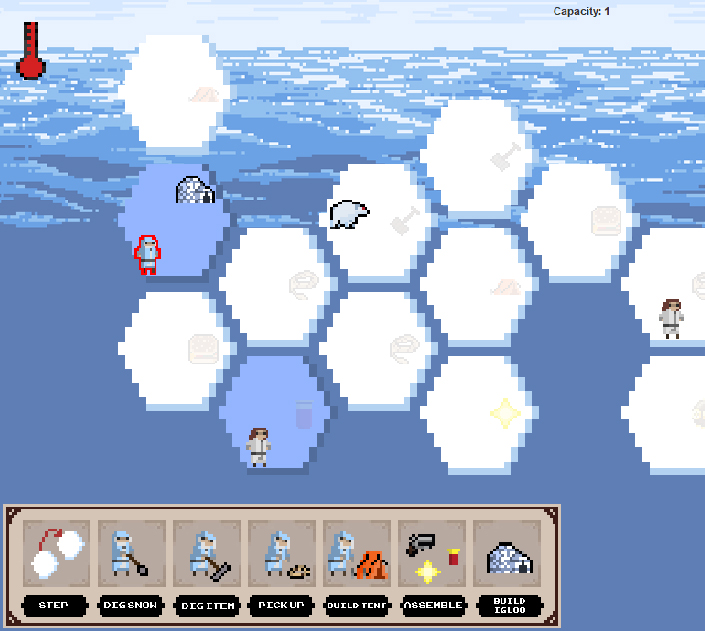 Capacity: 1
STEP
DIG SNOW
DIG ITEM
PICK UP
BUILD TENT
ASSEMBLE
BUILD
IGLOO